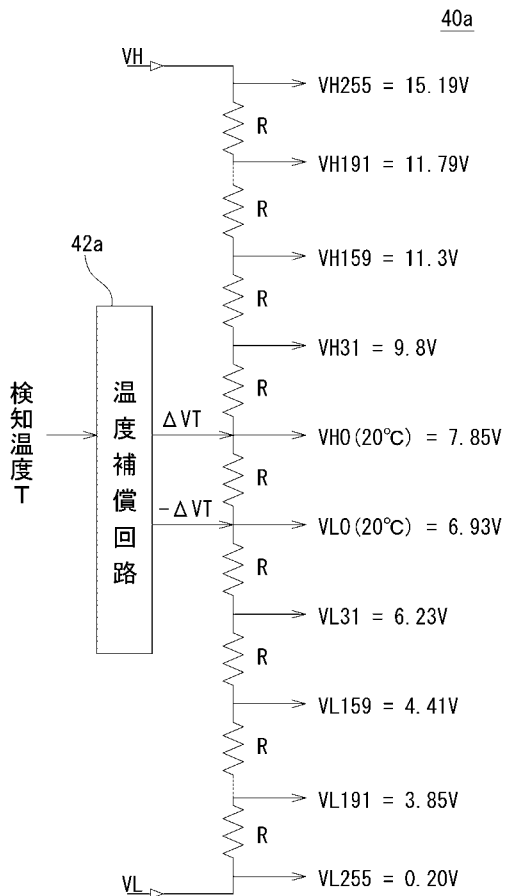 40a
VH
VH255 = 15.19V
R
VH191 = 11.79V
R
VH159 = 11.3V
R
42a
VH31 = 9.8V
R
検知温度T
温度補償回路
ΔVT
VH0(20℃) = 7.85V
R
-ΔVT
VL0(20℃) = 6.93V
R
VL31 = 6.23V
R
VL159 = 4.41V
R
VL191 = 3.85V
R
VL
VL255 = 0.20V